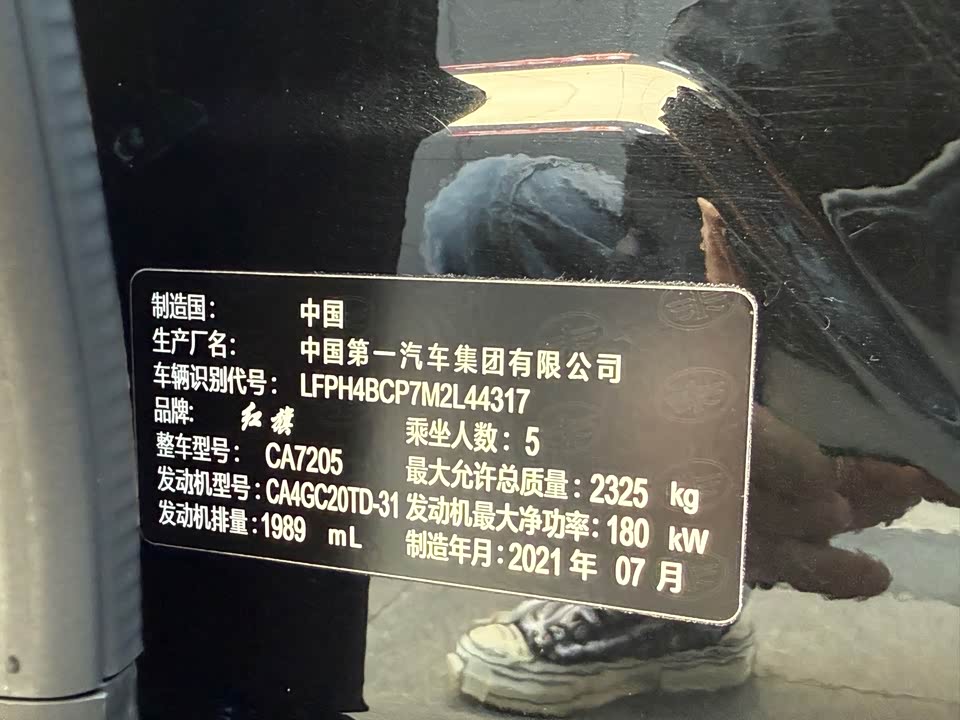 制造国： 中国
生产厂名： 中国第一汽车集团有限公司
车辆识别代号： LFPH4BCP7M2L44317
品牌: 红旗 乘坐人数： 5
整车型号： CA7205 最大允许总质量：2325 kg
发动机型号：CA4GC20TD-31 发动机最大净功率：180 kW
发动机排量：1989 mL 制造年月：2021 年 07 月